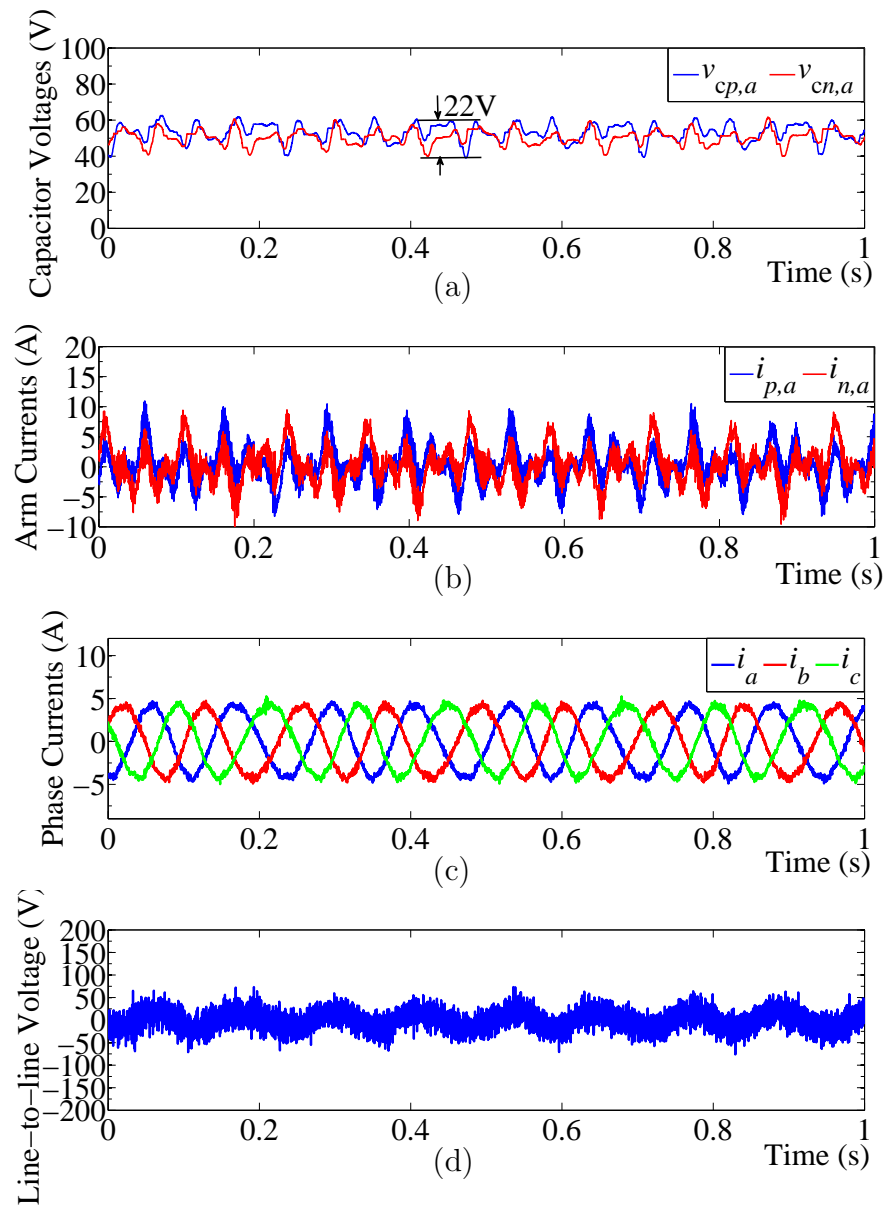 Capacitor Voltages (V)
100
80
60
40
20
0
v_cp,a v_cn,a
22V
0 0.2 0.4 0.6 0.8 1
Time (s)
(a)
Arm Currents (A)
20
15
10
5
0
−5
−10
i_p,a i_n,a
0 0.2 0.4 0.6 0.8 1
Time (s)
(b)
Phase Currents (A)
10
5
0
−5
i_a i_b i_c
0 0.2 0.4 0.6 0.8 1
Time (s)
(c)
Line−to−line Voltage (V)
200
150
100
50
0
−50
−100
−150
−200
0 0.2 0.4 0.6 0.8 1
Time (s)
(d)